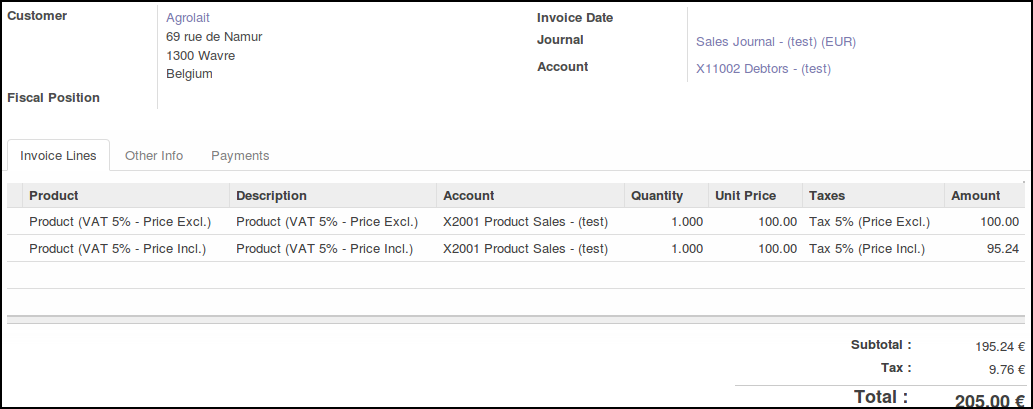 Customer
Agrolait
69 rue de Namur
1300 Wavre
Belgium
Fiscal Position
Invoice Date
Journal Sales Journal - (test) (EUR)
Account X11002 Debtors - (test)
Invoice Lines Other Info Payments
Product Description Account Quantity Unit Price Taxes Amount
Product (VAT 5% - Price Excl.) Product (VAT 5% - Price Excl.) X2001 Product Sales - (test) 1.000 100.00 Tax 5% (Price Excl.) 100.00
Product (VAT 5% - Price Incl.) Product (VAT 5% - Price Incl.) X2001 Product Sales - (test) 1.000 100.00 Tax 5% (Price Incl.) 95.24
Subtotal : 195.24 €
Tax : 9.76 €
Total : 205.00 €